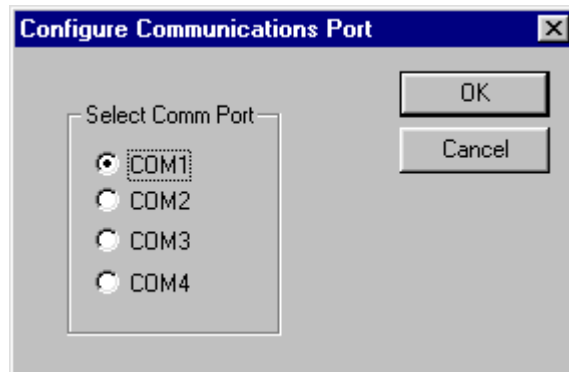 Configure Communications Port
OK
Select Comm Port
Cancel
COM1
COM2
COM3
COM4